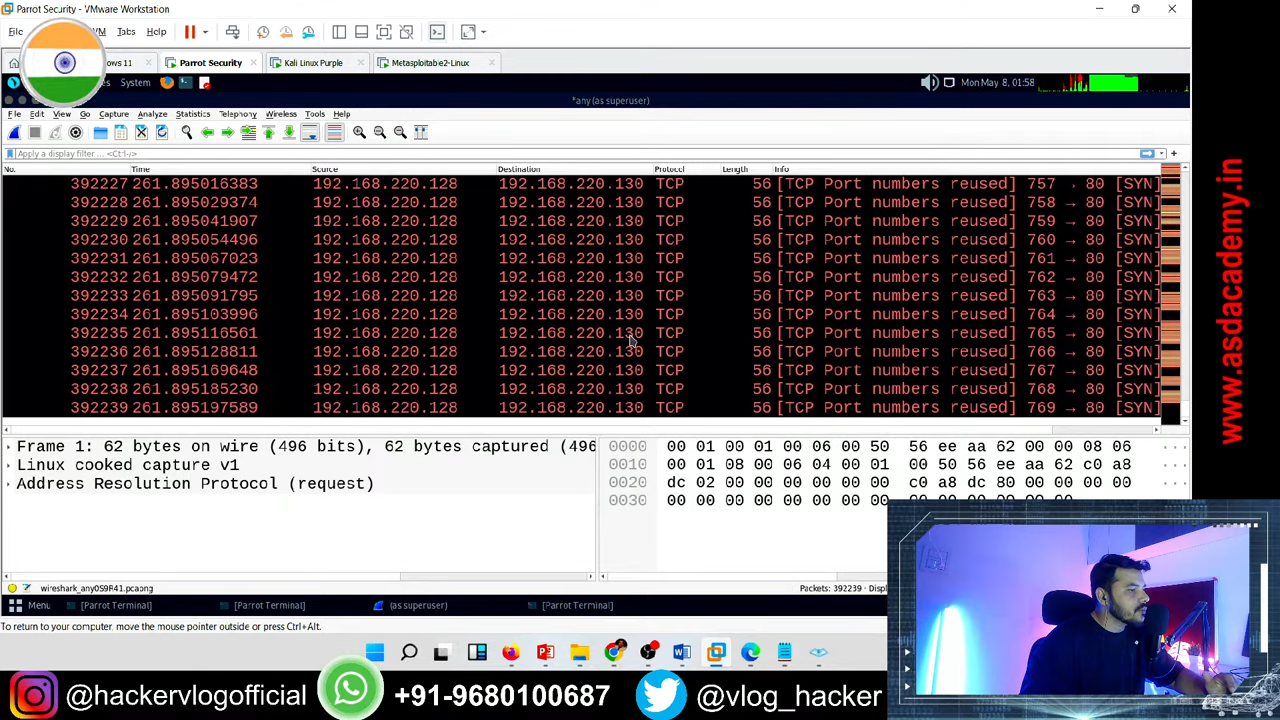 Parrot Security - VMware Workstation
File VM Tabs Help
11 Parrot Security Kali Linux Purple Metasploitable2-Linux
System Mon May 8, 01:58
*any (as superuser)
File Edit View Go Capture Analyze Statistics Telephony Wireless Tools Help
Apply a display filter ... <Ctrl-/>
No. Time Source Destination Protocol Length Info
392227 261.895016383 192.168.220.128 192.168.220.130 TCP 56 [TCP Port numbers reused] 757 → 80 [SYN]
392228 261.895029374 192.168.220.128 192.168.220.130 TCP 56 [TCP Port numbers reused] 758 → 80 [SYN]
392229 261.895041907 192.168.220.128 192.168.220.130 TCP 56 [TCP Port numbers reused] 759 → 80 [SYN]
392230 261.895054496 192.168.220.128 192.168.220.130 TCP 56 [TCP Port numbers reused] 760 → 80 [SYN]
392231 261.895067023 192.168.220.128 192.168.220.130 TCP 56 [TCP Port numbers reused] 761 → 80 [SYN]
392232 261.895079472 192.168.220.128 192.168.220.130 TCP 56 [TCP Port numbers reused] 762 → 80 [SYN]
392233 261.895091795 192.168.220.128 192.168.220.130 TCP 56 [TCP Port numbers reused] 763 → 80 [SYN]
392234 261.895103996 192.168.220.128 192.168.220.130 TCP 56 [TCP Port numbers reused] 764 → 80 [SYN]
392235 261.895116561 192.168.220.128 192.168.220.130 TCP 56 [TCP Port numbers reused] 765 → 80 [SYN]
392236 261.895128811 192.168.220.128 192.168.220.130 TCP 56 [TCP Port numbers reused] 766 → 80 [SYN]
392237 261.895169648 192.168.220.128 192.168.220.130 TCP 56 [TCP Port numbers reused] 767 → 80 [SYN]
392238 261.895185230 192.168.220.128 192.168.220.130 TCP 56 [TCP Port numbers reused] 768 → 80 [SYN]
392239 261.895197589 192.168.220.128 192.168.220.130 TCP 56 [TCP Port numbers reused] 769 → 80 [SYN]
Frame 1: 62 bytes on wire (496 bits), 62 bytes captured (496
Linux cooked capture v1
Address Resolution Protocol (request)
0000 00 01 00 01 00 06 00 50 56 ee aa 62 00 00 08 06 ···
0010 00 01 08 00 06 04 00 01 00 50 56 ee aa 62 c0 a8 ···
0020 dc 02 00 00 00 00 00 00 c0 a8 dc 80 00 00 00 00 ···
0030 00 00 00 00 00 00 00 00 00 00 00 00 00 00
wireshark_any0S9R41.pcapng Packets: 392239
Menu [Parrot Terminal] [Parrot Terminal] (as superuser) [Parrot Terminal]
To return to your computer, move the mouse pointer outside or press Ctrl+Alt.
@hackervlogofficial +91-9680100687 @vlog_hacker
www.asdacademy.in